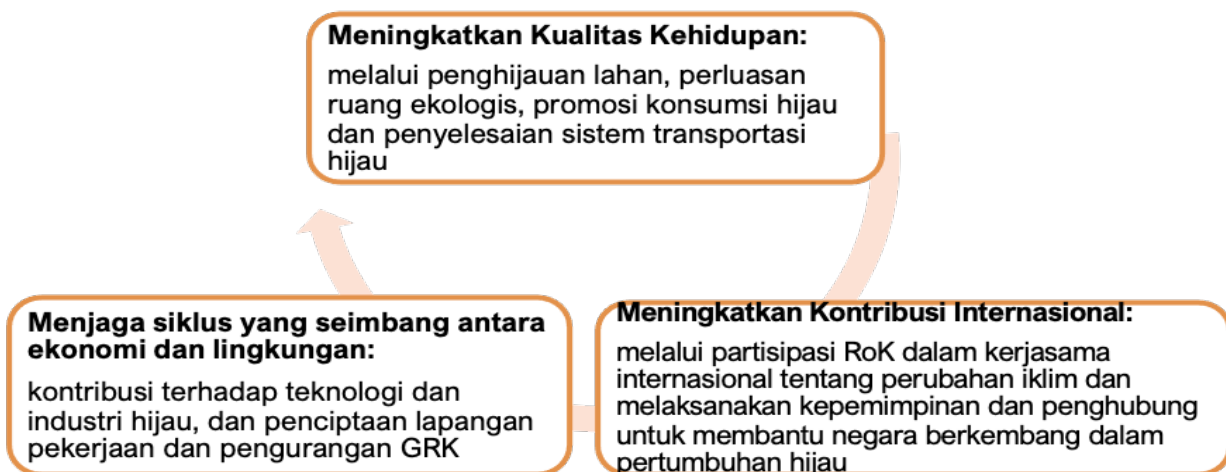 Meningkatkan Kualitas Kehidupan:
melalui penghijauan lahan, perluasan
ruang ekologis, promosi konsumsi hijau
dan penyelesaian sistem transportasi
hijau
Menjaga siklus yang seimbang antara
ekonomi dan lingkungan:
kontribusi terhadap teknologi dan
industri hijau, dan penciptaan lapangan
pekerjaan dan pengurangan GRK
Meningkatkan Kontribusi Internasional:
melalui partisipasi RoK dalam kerjasama
internasional tentang perubahan iklim dan
melaksanakan kepemimpinan dan penghubung
untuk membantu negara berkembang dalam
pertumbuhan hijau